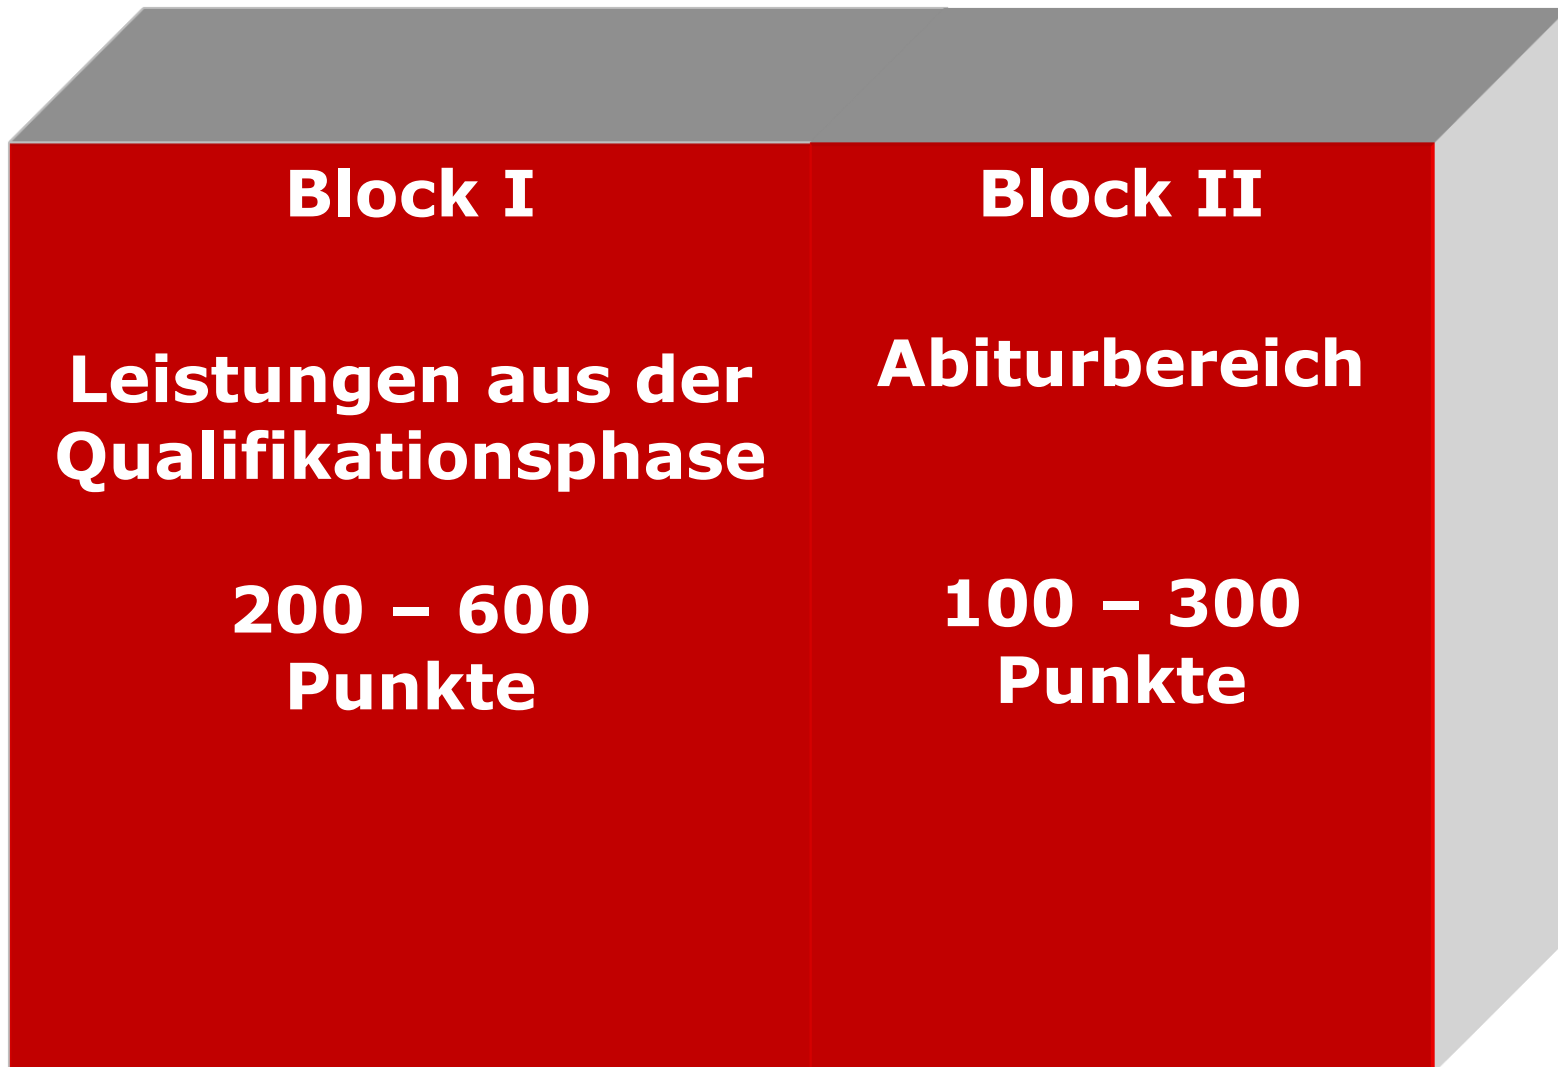 Block I
Leistungen aus der
Qualifikationsphase
200 – 600
Punkte
Block II
Abiturbereich
100 – 300
Punkte